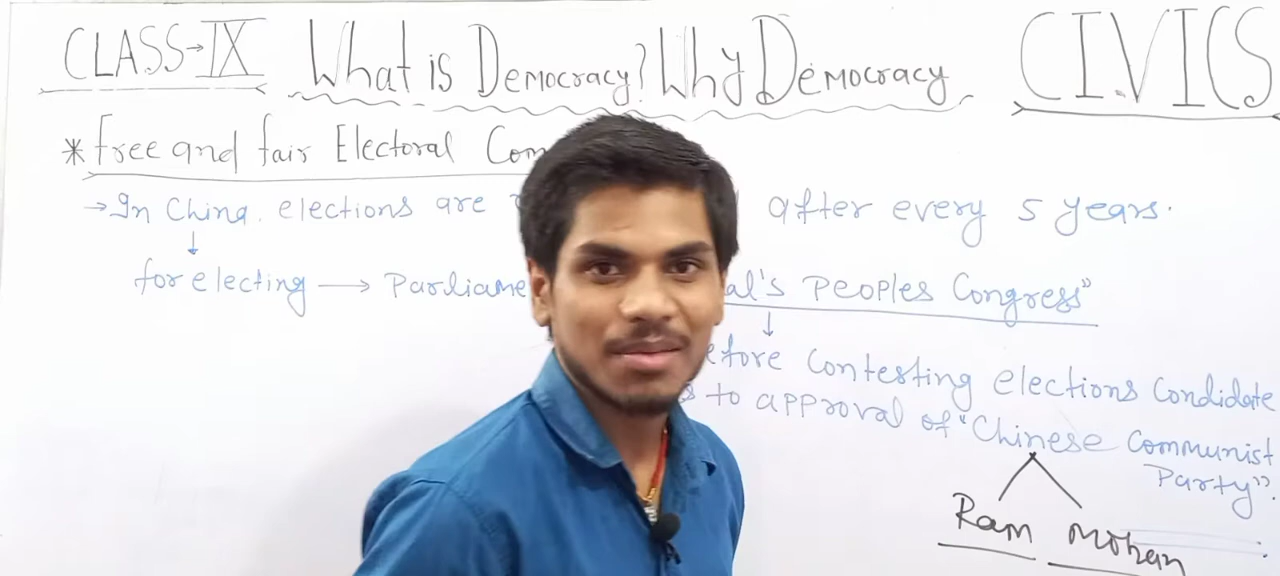 CLASS→IX What is Democracy? Why Democracy CIVICS
* free and fair Electoral Com
→ In China. elections are after every 5 years.
↓
for electing → Parliame al's Peoples Congress"
↓
efore contesting elections Condidate
s to approval of "Chinese Communist
Party".
Ram Mohan